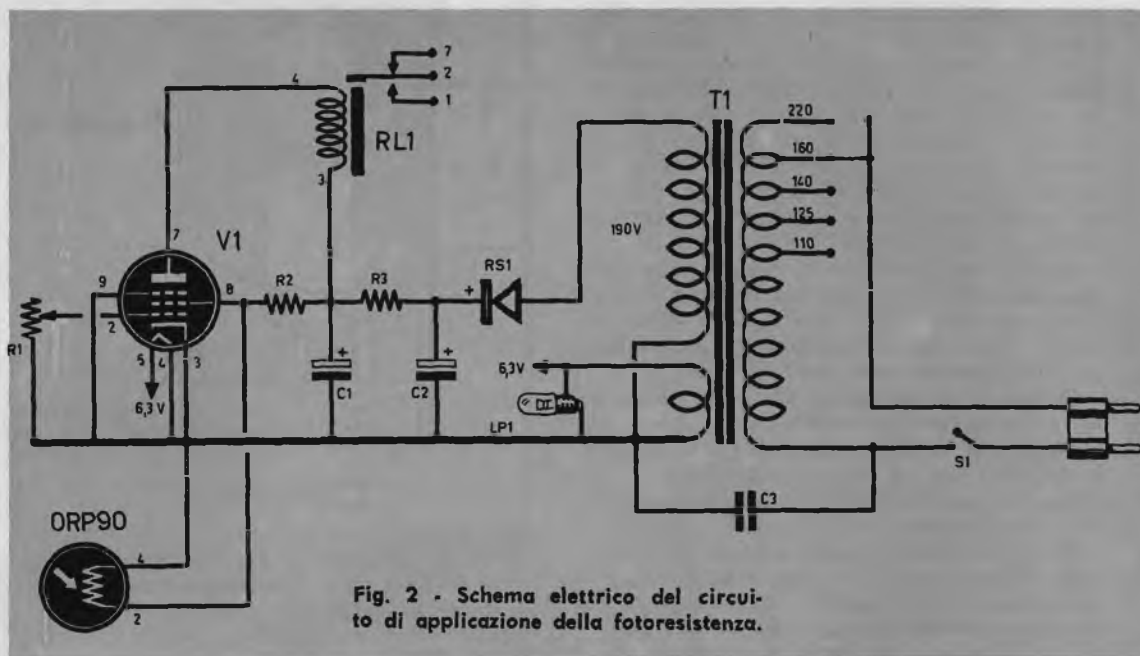 7
2
1
4
RL1
3
T1
220
160
140
125
110
190V
7
V1
9
2
8
R2
R3
+
RS1
R1
5
4
3
6,3 V
+
C1
+
C2
6,3V
LP1
S1
C3
ORP90
4
2
Fig. 2 - Schema elettrico del circui-
to di applicazione della fotoresistenza.